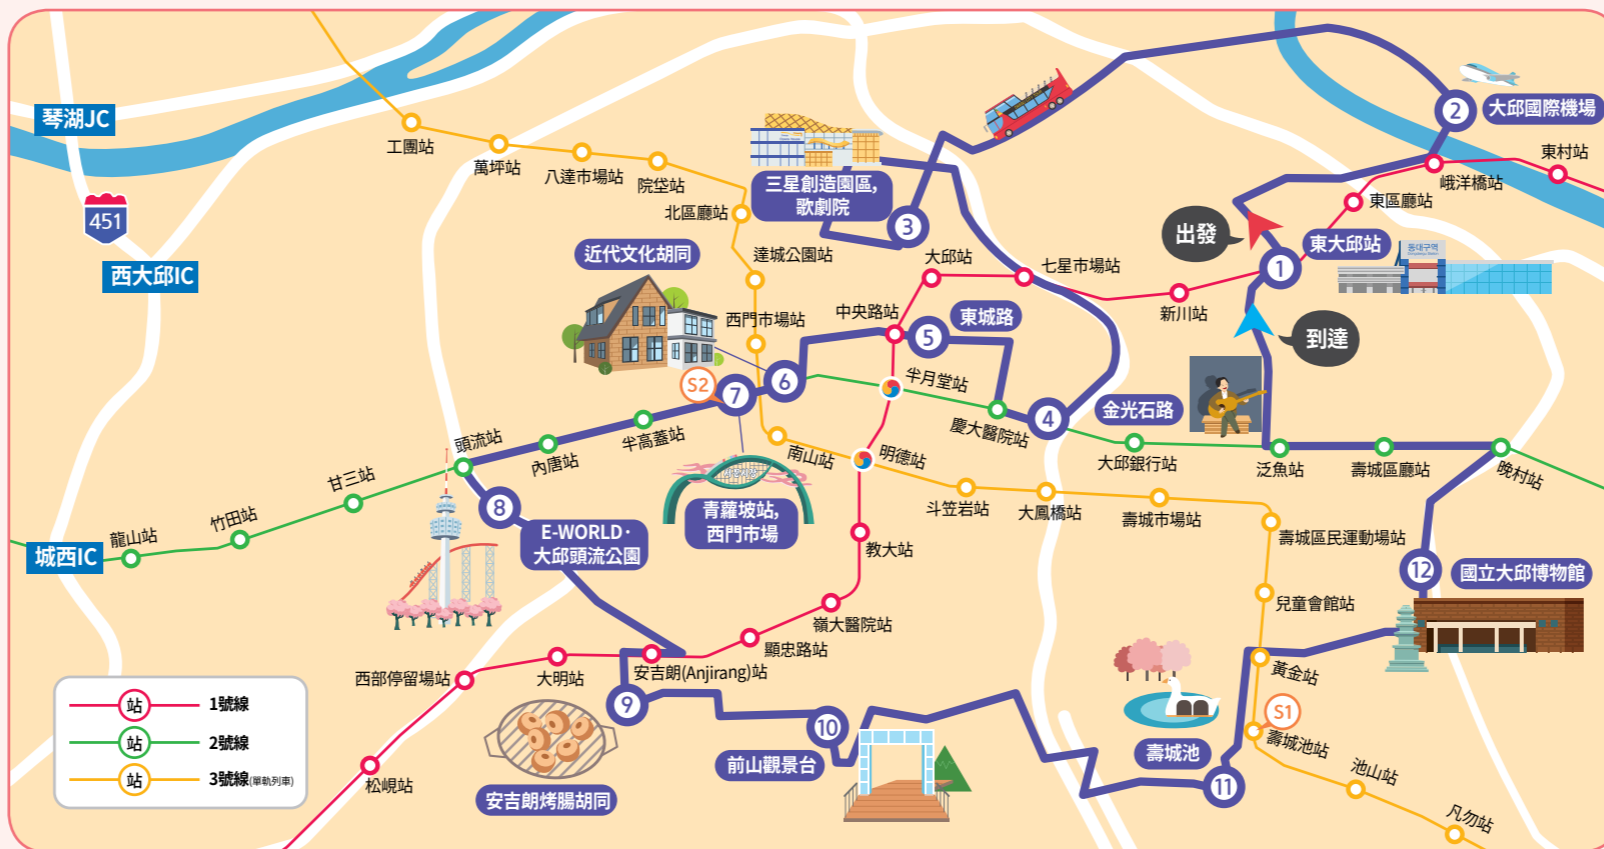 琴湖JC
451
西大邱IC
城西IC
工團站
萬坪站
八達市場站
院垈站
北區廳站
達城公園站
西門市場站
三星創造園區,
歌劇院
3
2
大邱國際機場
東村站
峨洋橋站
東區廳站
出發
1
東大邱站
동대구역
到達
新川站
七星市場站
大邱站
中央路站
5
東城路
近代文化胡同
6
S2
7
半月堂站
慶大醫院站
4
金光石路
大邱銀行站
泛魚站
壽城區廳站
晚村站
頭流站
內唐站
半高蓋站
南山站
明德站
青蘿坡站,
西門市場
甘三站
竹田站
龍山站
8
E-WORLD·
大邱頭流公園
斗笠岩站
大鳳橋站
壽城市場站
壽城區民運動場站
兒童會館站
12
國立大邱博物館
教大站
嶺大醫院站
顯忠路站
安吉朗(Anjirang)站
大明站
西部停留場站
松峴站
9
安吉朗烤腸胡同
10
前山觀景台
黃金站
S1
壽城池站
壽城池
11
池山站
凡勿站
站 1號線
站 2號線
站 3號線(單軌列車)